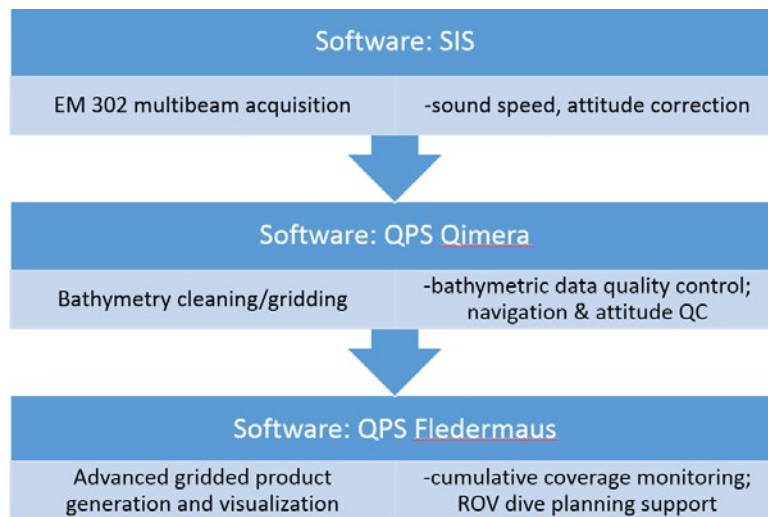 Software: SIS
EM 302 multibeam acquisition
-sound speed, attitude correction
Software: QPS Qimera
Bathymetry cleaning/gridding
-bathymetric data quality control;
navigation & attitude QC
Software: QPS Fledermaus
Advanced gridded product
generation and visualization
-cumulative coverage monitoring;
ROV dive planning support